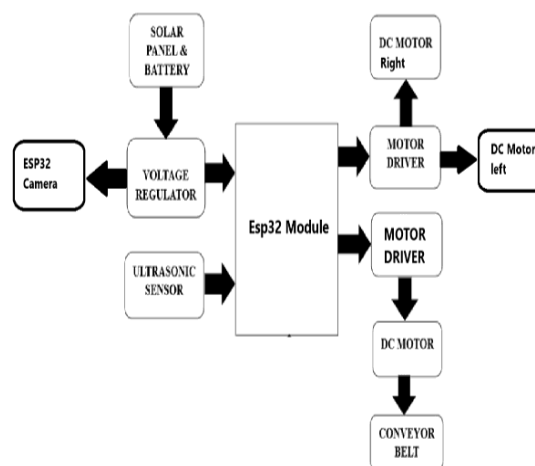 SOLAR
PANEL &
BATTERY
DC MOTOR
Right
ESP32
Camera
VOLTAGE
REGULATOR
MOTOR
DRIVER
DC Motor
left
Esp32 Module
ULTRASONIC
SENSOR
MOTOR
DRIVER
DC MOTOR
CONVEYOR
BELT